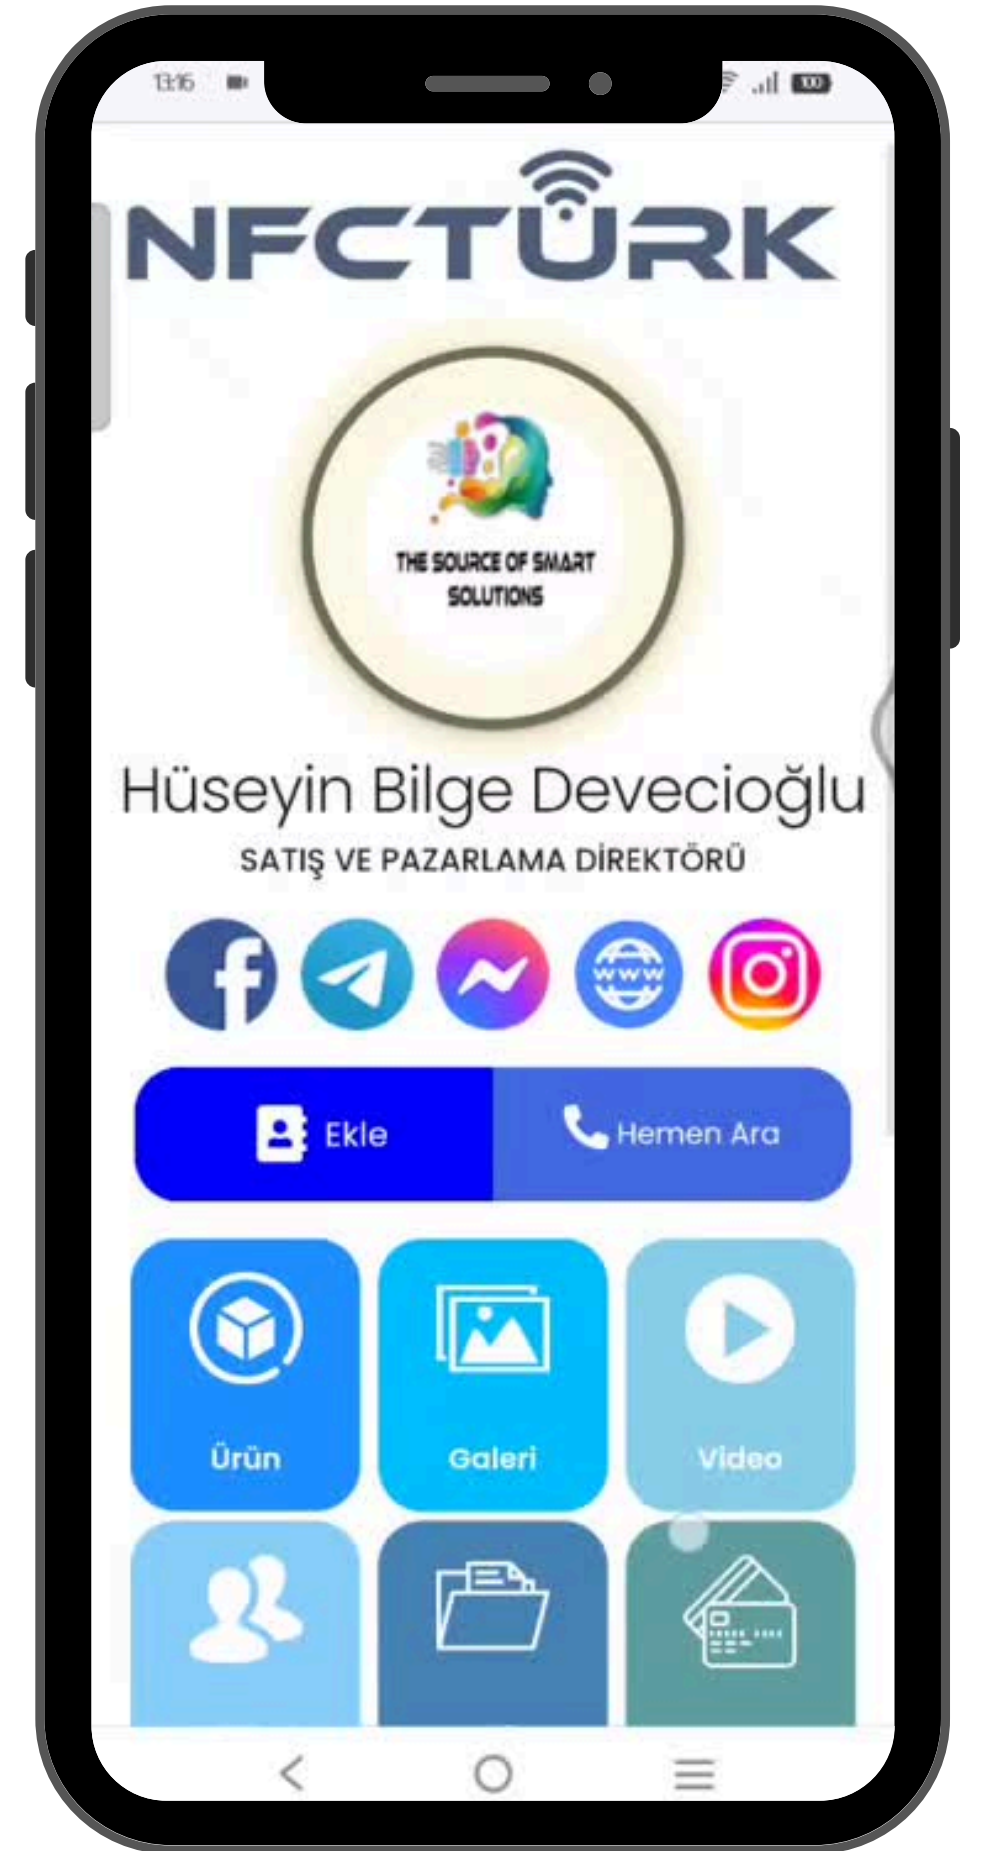 13:16
100
NFCTÜRK
THE SOURCE OF SMART
SOLUTIONS
Hüseyin Bilge Devecioğlu
SATIŞ VE PAZARLAMA DİREKTÖRÜ
www
Ekle
Hemen Ara
Ürün
Galeri
Video